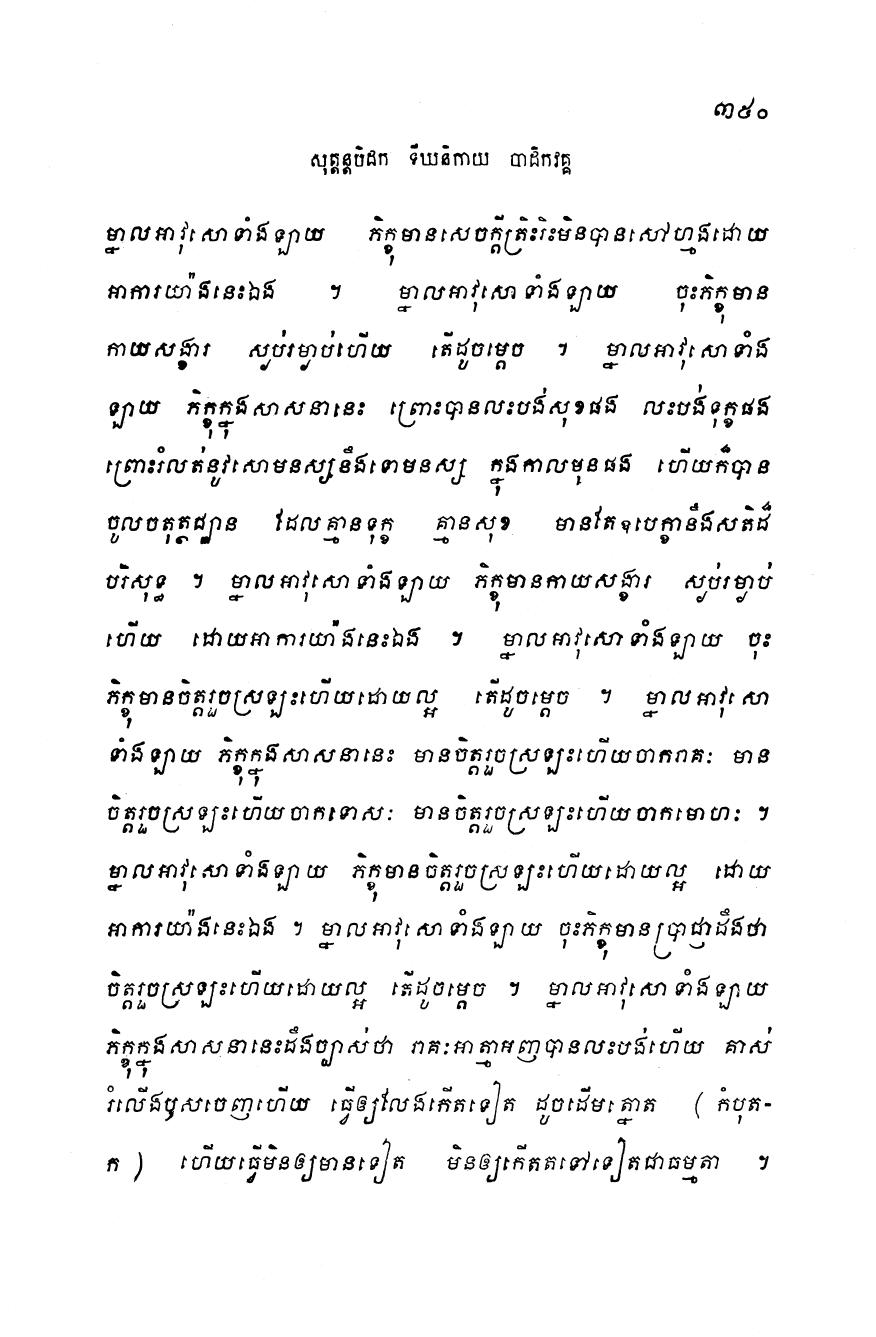 ៣៥០
សុត្តន្តបិដក ទីឃនិកាយ បាដិកវគ្គ
ម្នាលអាវុសោទាំងឡាយ ភិក្ខុមានសេចក្តីត្រិះរិះមិនបានសៅហ្មងដោយ
អាការយ៉ាងនេះឯង ។ ម្នាលអាវុសោទាំងឡាយ ចុះភិក្ខុមាន
កាយសង្ខារ ស្ងប់រម្ងាប់ហើយ តើដូចម្តេច ។ ម្នាលអាវុសោទាំង
ឡាយ ភិក្ខុក្នុងសាសនានេះ ព្រោះបានលះបង់សុខផង លះបង់ទុក្ខផង
ព្រោះរំលត់នូវសោមនស្សនឹងទោមនស្ស ក្នុងកាលមុនផង ហើយក៏បាន
ចូលចតុត្ថជ្ឈាន ដែលគ្មានទុក្ខ គ្មានសុខ មានតែឧបេក្ខានឹងសតិដ៏
បរិសុទ្ធ ។ ម្នាលអាវុសោទាំងឡាយ ភិក្ខុមានកាយសង្ខារ ស្ងប់រម្ងាប់
ហើយ ដោយអាការយ៉ាងនេះឯង ។ ម្នាលអាវុសោទាំងឡាយ ចុះ
ភិក្ខុមានចិត្តរួចស្រឡះហើយដោយល្អ តើដូចម្តេច ។ ម្នាលអាវុសោ
ទាំងឡាយ ភិក្ខុក្នុងសាសនានេះ មានចិត្តរួចស្រឡះហើយចាករាគៈ មាន
ចិត្តរួចស្រឡះហើយចាកទោសៈ មានចិត្តរួចស្រឡះហើយចាកមោហៈ ។
ម្នាលអាវុសោទាំងឡាយ ភិក្ខុមានចិត្តរួចស្រឡះហើយដោយល្អ ដោយ
អាការយ៉ាងនេះឯង ។ ម្នាលអាវុសោទាំងឡាយ ចុះភិក្ខុមានប្រាជ្ញាដឹងថា
ចិត្តរួចស្រឡះហើយដោយល្អ តើដូចម្តេច ។ ម្នាលអាវុសោទាំងឡាយ
ភិក្ខុក្នុងសាសនានេះដឹងច្បាស់ថា រាគៈអាត្មាអញបានលះបង់ហើយ គាស់
រំលើងឫសចេញហើយ ធ្វើឲ្យលែងកើតទៀត ដូចដើមត្នោត ( កំបុត-
ក ) ហើយធ្វើមិនឲ្យមានទៀត មិនឲ្យកើតតទៅទៀតជាធម្មតា ។